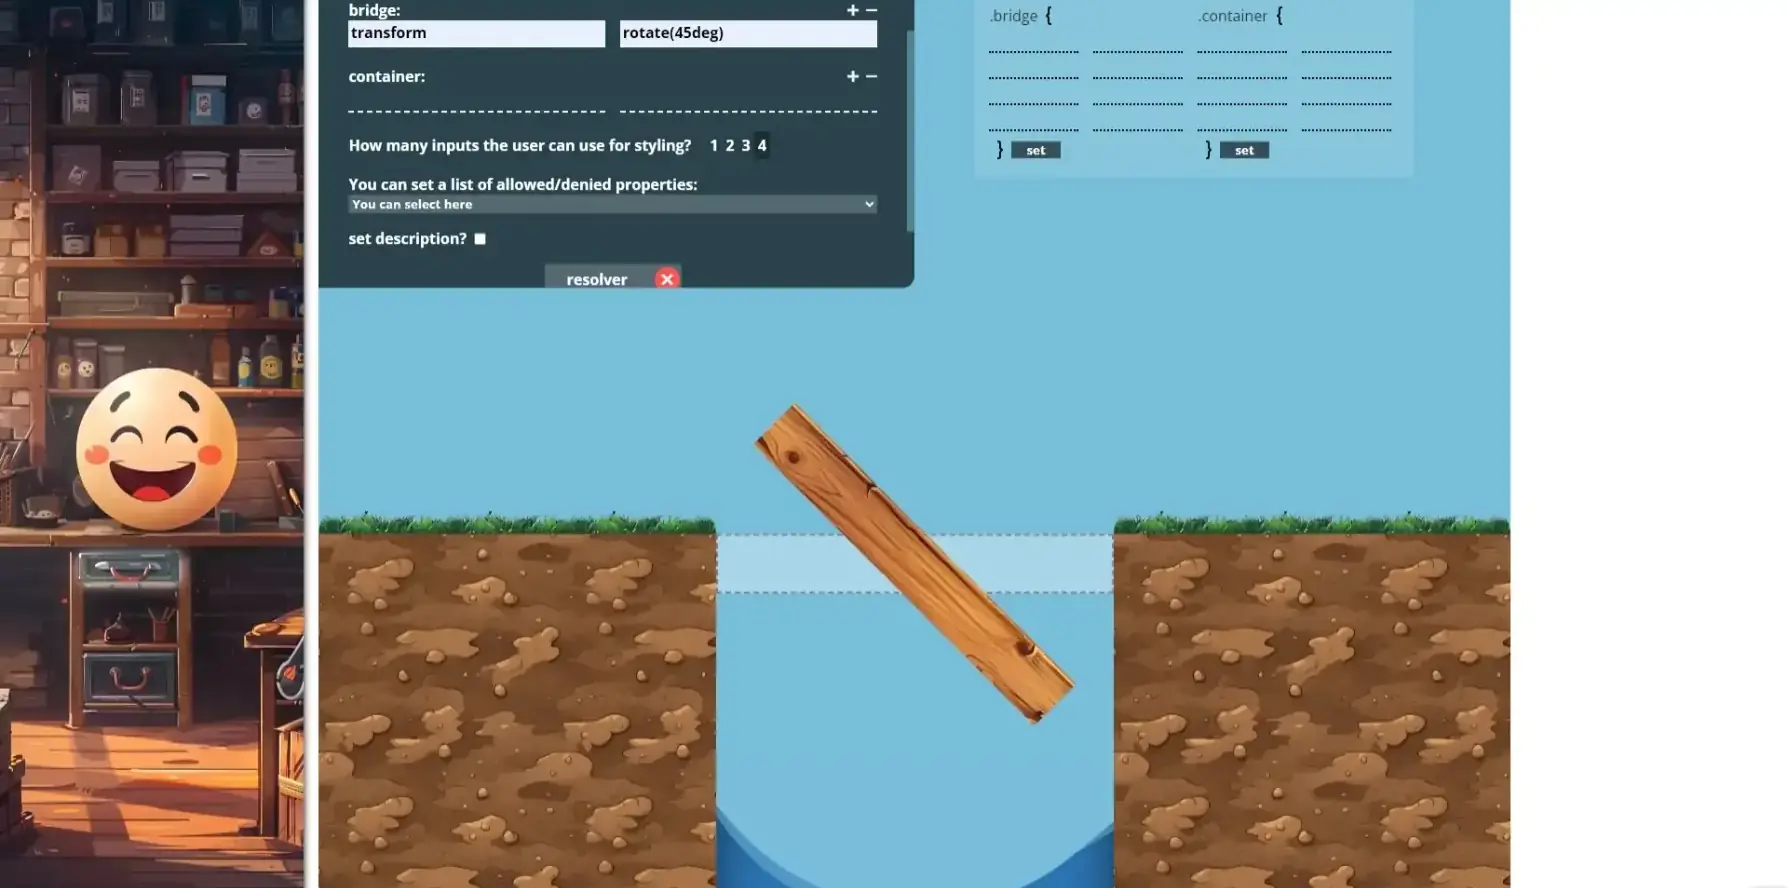 bridge: + −
transform rotate(45deg)
container: + −
How many inputs the user can use for styling? 1 2 3 4
You can set a list of allowed/denied properties:
You can select here
set description?
resolver
.bridge {
} set
.container {
} set